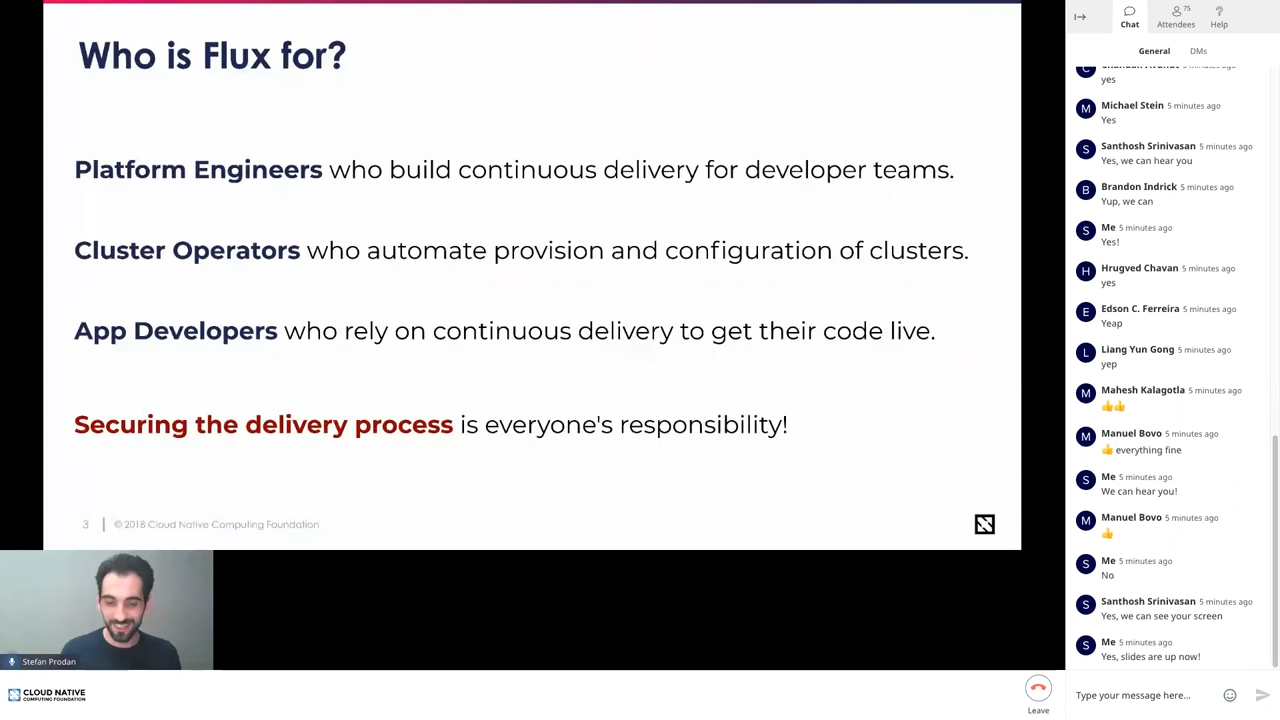 Who is Flux for?
Platform Engineers who build continuous delivery for developer teams.
Cluster Operators who automate provision and configuration of clusters.
App Developers who rely on continuous delivery to get their code live.
Securing the delivery process is everyone's responsibility!
3 | © 2018 Cloud Native Computing Foundation
Stefan Prodan
CLOUD NATIVE
COMPUTING FOUNDATION
Leave
Chat
75
Attendees
?
Help
General
DMs
5 minutes ago
yes
M
Michael Stein 5 minutes ago
Yes
S
Santhosh Srinivasan 5 minutes ago
Yes, we can hear you
B
Brandon Indrick 5 minutes ago
Yup, we can
S
Me 5 minutes ago
Yes!
H
Hrugved Chavan 5 minutes ago
yes
E
Edson C. Ferreira 5 minutes ago
Yeap
L
Liang Yun Gong 5 minutes ago
yep
M
Mahesh Kalagotla 5 minutes ago
👍👍
M
Manuel Bovo 5 minutes ago
👍 everything fine
S
Me 5 minutes ago
We can hear you!
M
Manuel Bovo 5 minutes ago
👍
S
Me 5 minutes ago
No
S
Santhosh Srinivasan 5 minutes ago
Yes, we can see your screen
S
Me 5 minutes ago
Yes, slides are up now!
Type your message here...